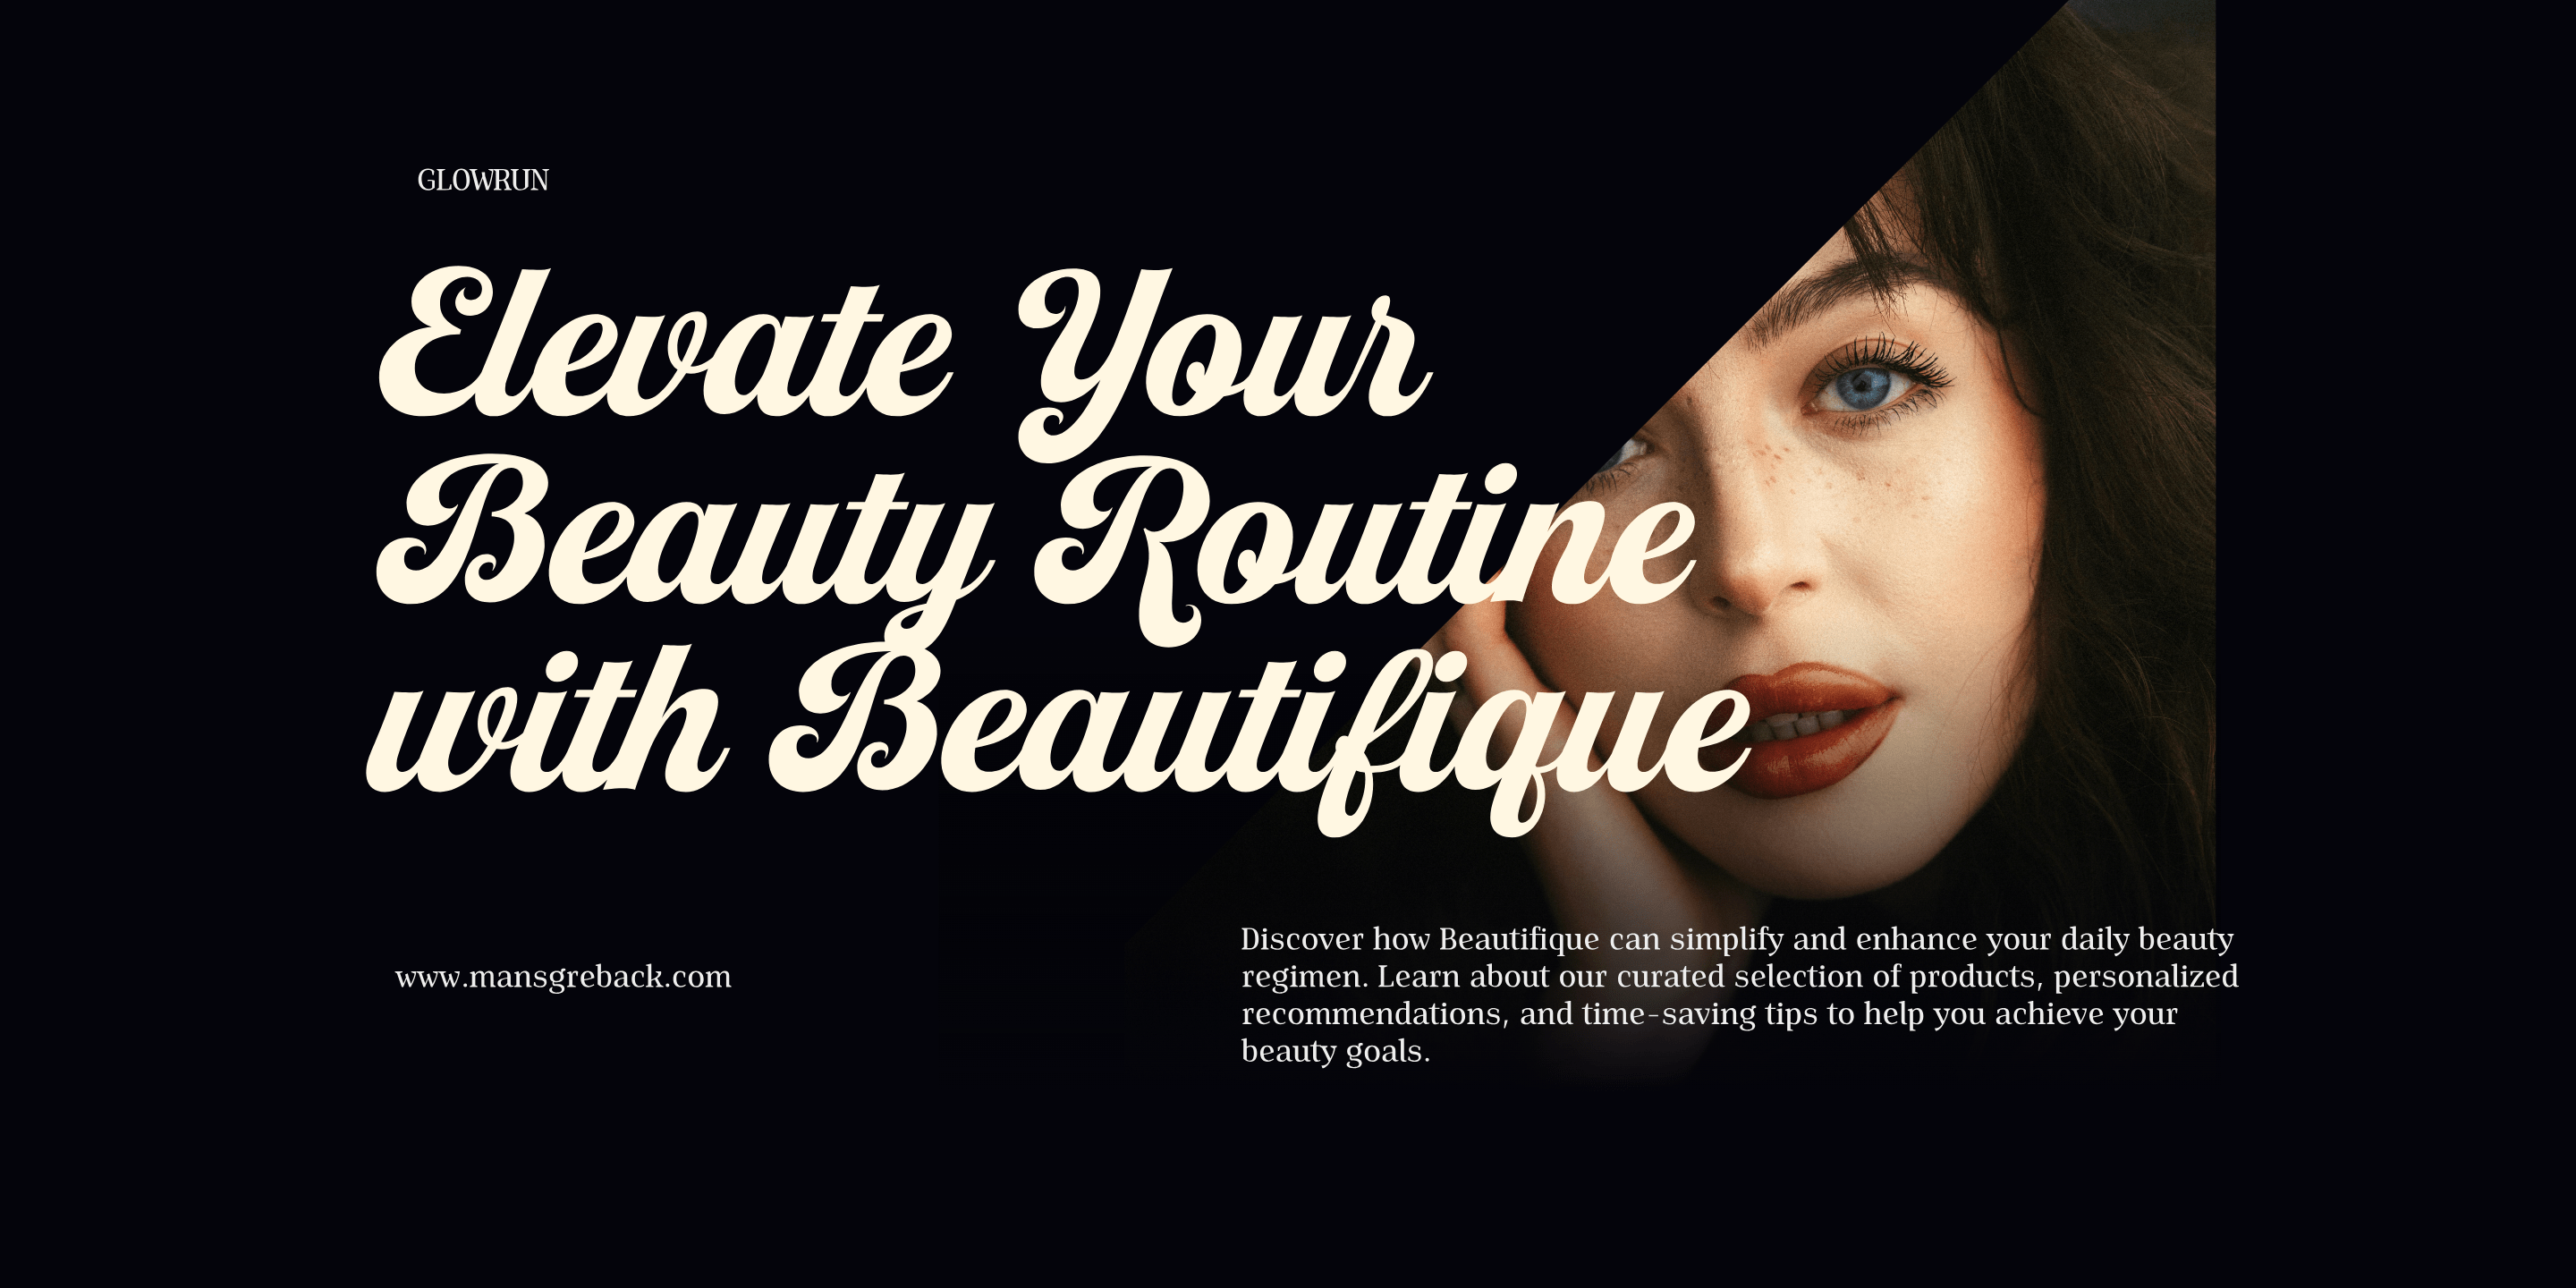 GLOWRUN
Elevate Your
Beauty Routine
with Beautifique
www.mansgreback.com
Discover how Beautifique can simplify and enhance your daily beauty
regimen. Learn about our curated selection of products, personalized
recommendations, and time-saving tips to help you achieve your
beauty goals.